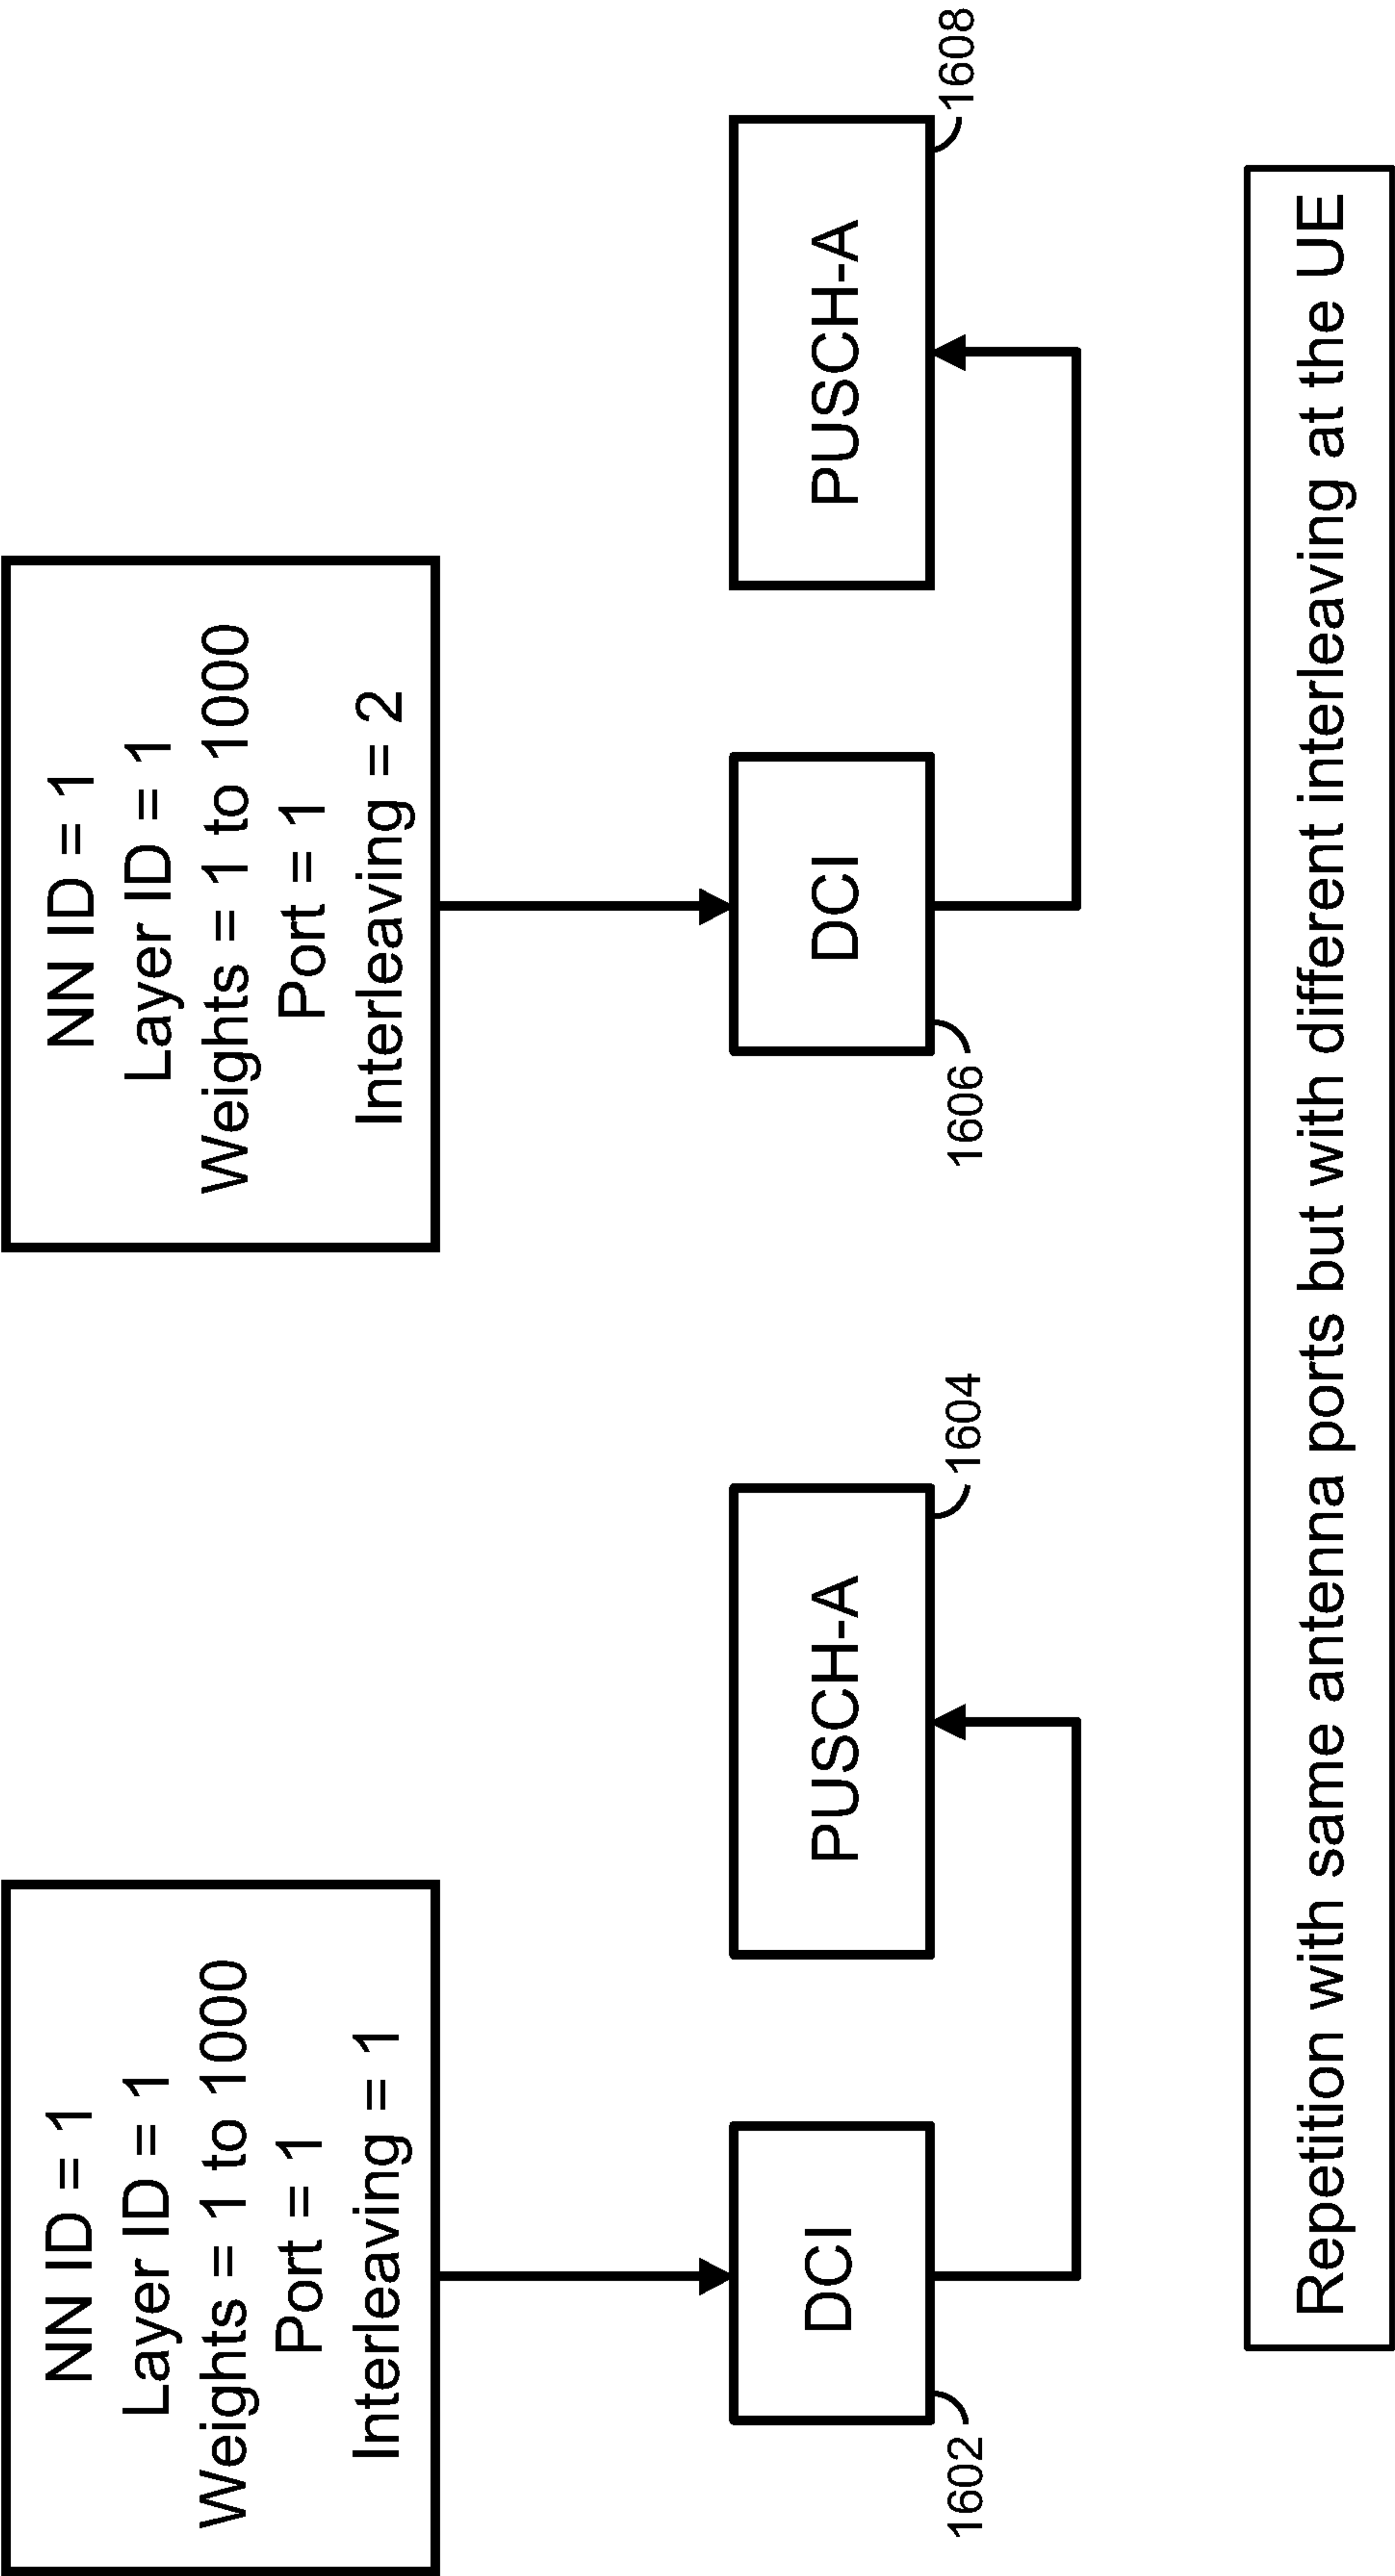 NN ID = 1
Layer ID = 1
Weights = 1 to 1000
Port = 1
Interleaving = 1
NN ID = 1
Layer ID = 1
Weights = 1 to 1000
Port = 1
Interleaving = 2
DCI
PUSCH-A
DCI
PUSCH-A
1602
1604
1606
1608
Repetition with same antenna ports but with different interleaving at the UE